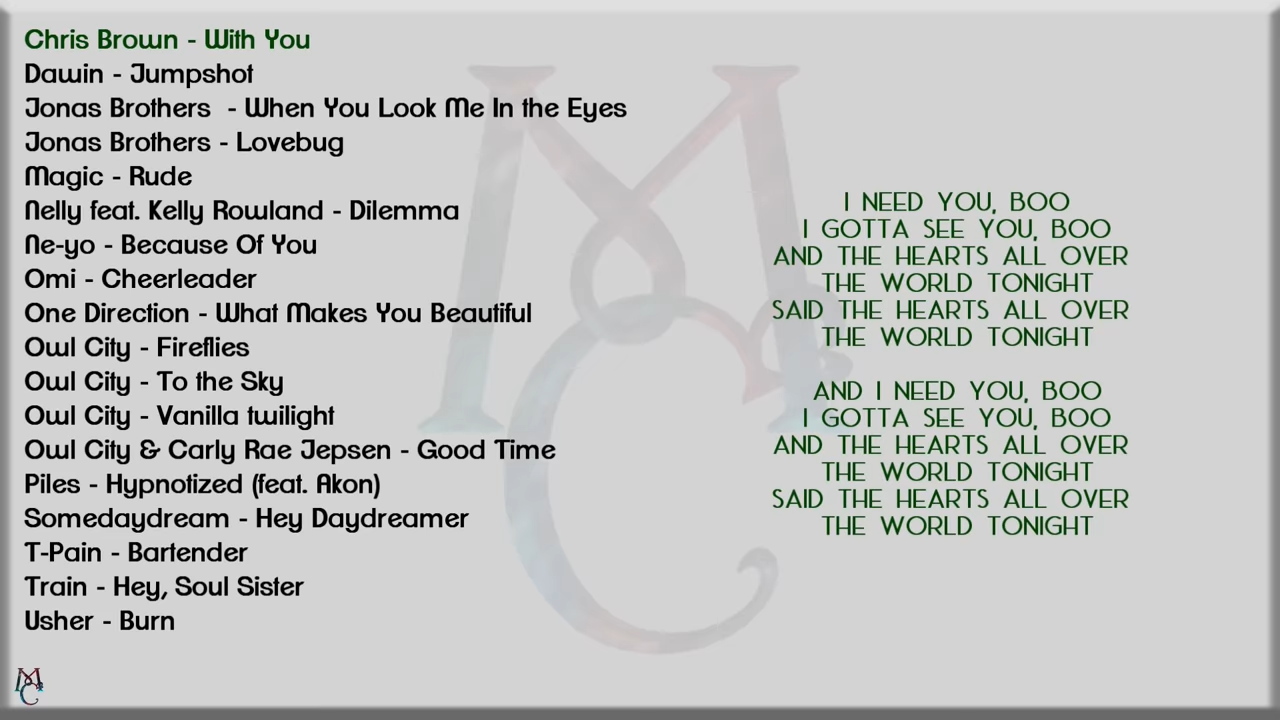 Chris Brown - With You
Dawin - Jumpshot
Jonas Brothers  - When You Look Me In the Eyes
Jonas Brothers - Lovebug
Magic - Rude
Nelly feat. Kelly Rowland - Dilemma
Ne-yo - Because Of You
Omi - Cheerleader
One Direction - What Makes You Beautiful
Owl City - Fireflies
Owl City - To the Sky
Owl City - Vanilla twilight
Owl City & Carly Rae Jepsen - Good Time
Piles - Hypnotized (feat. Akon)
Somedaydream - Hey Daydreamer
T-Pain - Bartender
Train - Hey, Soul Sister
Usher - Burn
I NEED YOU, BOO
I GOTTA SEE YOU, BOO
AND THE HEARTS ALL OVER
THE WORLD TONIGHT
SAID THE HEARTS ALL OVER
THE WORLD TONIGHT
AND I NEED YOU, BOO
I GOTTA SEE YOU, BOO
AND THE HEARTS ALL OVER
THE WORLD TONIGHT
SAID THE HEARTS ALL OVER
THE WORLD TONIGHT
MC
MC